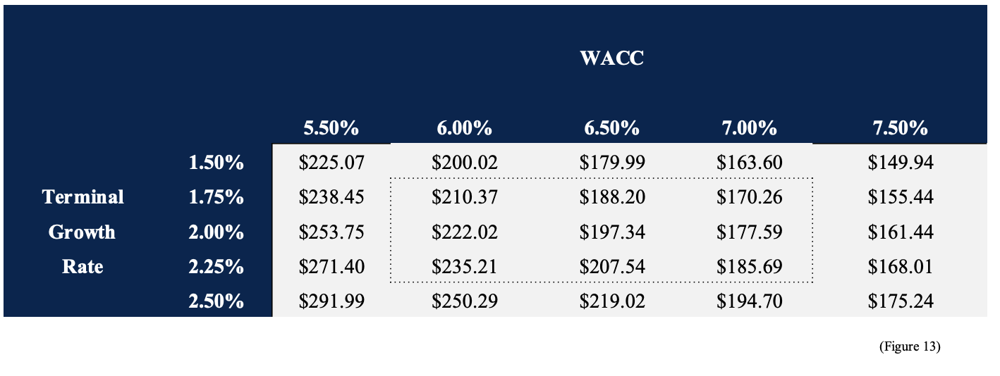 WACC
5.50% 6.00% 6.50% 7.00% 7.50%
1.50% $225.07 $200.02 $179.99 $163.60 $149.94
Terminal 1.75% $238.45 $210.37 $188.20 $170.26 $155.44
Growth 2.00% $253.75 $222.02 $197.34 $177.59 $161.44
Rate 2.25% $271.40 $235.21 $207.54 $185.69 $168.01
2.50% $291.99 $250.29 $219.02 $194.70 $175.24
(Figure 13)